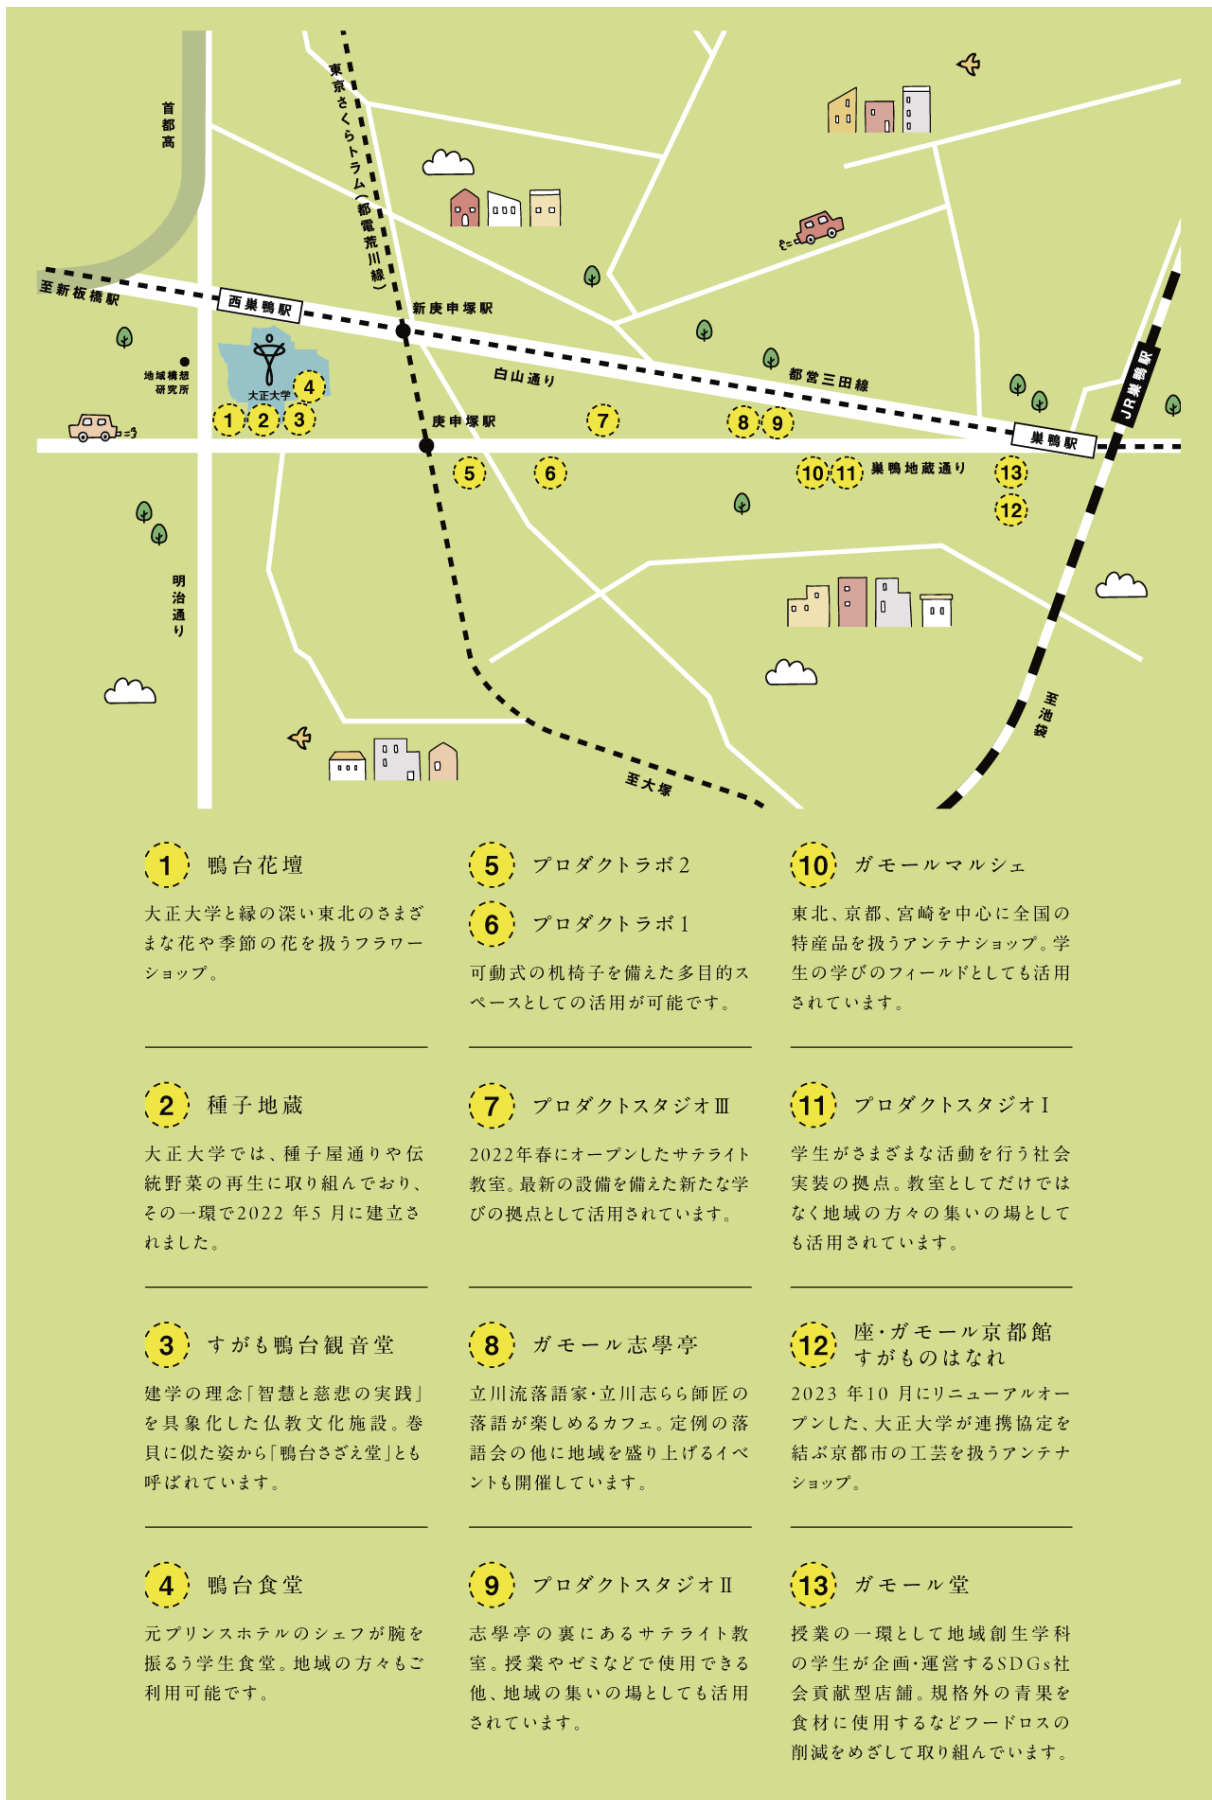 首都高
東京さくらトラム(都電荒川線)
至新板橋駅
西巣鴨駅
新庚申塚駅
地域構想
研究所
大正大学
4
1
2
3
白山通り
都営三田線
JR巣鴨駅
庚申塚駅
7
8
9
巣鴨駅
5
6
10
11
巣鴨地蔵通り
13
12
明治通り
至池袋
至大塚
1 鴨台花壇
大正大学と縁の深い東北のさまざ
まな花や季節の花を扱うフラワー
ショップ。
2 種子地蔵
大正大学では、種子屋通りや伝
統野菜の再生に取り組んでおり、
その一環で2022 年5 月に建立さ
れました。
3 すがも鴨台観音堂
建学の理念「智慧と慈悲の実践」
を具象化した仏教文化施設。巻
貝に似た姿から「鴨台さざえ堂」とも
呼ばれています。
4 鴨台食堂
元プリンスホテルのシェフが腕を
振るう学生食堂。地域の方々もご
利用可能です。
5 プロダクトラボ2
6 プロダクトラボ1
可動式の机椅子を備えた多目的ス
ペースとしての活用が可能です。
7 プロダクトスタジオⅢ
2022年春にオープンしたサテライト
教室。最新の設備を備えた新たな学
びの拠点として活用されています。
8 ガモール志學亭
立川流落語家・立川志らら師匠の
落語が楽しめるカフェ。定例の落
語会の他に地域を盛り上げるイベ
ントも開催しています。
9 プロダクトスタジオⅡ
志學亭の裏にあるサテライト教
室。授業やゼミなどで使用できる
他、地域の集いの場としても活用
されています。
10 ガモールマルシェ
東北、京都、宮崎を中心に全国の
特産品を扱うアンテナショップ。学
生の学びのフィールドとしても活用
されています。
11 プロダクトスタジオⅠ
学生がさまざまな活動を行う社会
実装の拠点。教室としてだけでは
なく地域の方々の集いの場として
も活用されています。
12 座・ガモール京都館
すがものはなれ
2023 年10 月にリニューアルオー
プンした、大正大学が連携協定を
結ぶ京都市の工芸を扱うアンテナ
ショップ。
13 ガモール堂
授業の一環として地域創生学科
の学生が企画・運営するSDGs社
会貢献型店舗。規格外の青果を
食材に使用するなどフードロスの
削減をめざして取り組んでいます。